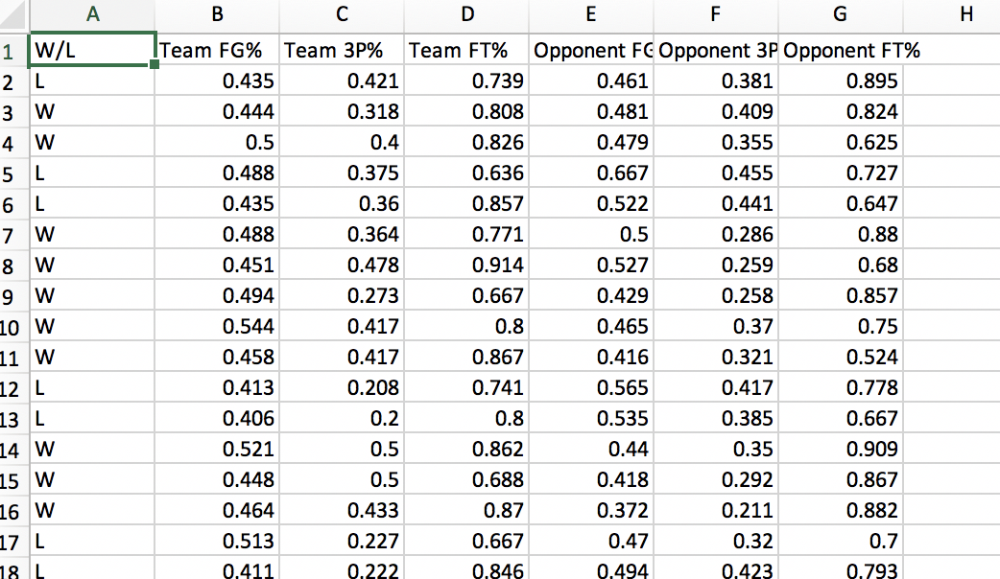 A B C D E F G H
1 W/L Team FG% Team 3P% Team FT% Opponent FG Opponent 3P Opponent FT%
2 L 0.435 0.421 0.739 0.461 0.381 0.895
3 W 0.444 0.318 0.808 0.481 0.409 0.824
4 W 0.5 0.4 0.826 0.479 0.355 0.625
5 L 0.488 0.375 0.636 0.667 0.455 0.727
6 L 0.435 0.36 0.857 0.522 0.441 0.647
7 W 0.488 0.364 0.771 0.5 0.286 0.88
8 W 0.451 0.478 0.914 0.527 0.259 0.68
9 W 0.494 0.273 0.667 0.429 0.258 0.857
10 W 0.544 0.417 0.8 0.465 0.37 0.75
11 W 0.458 0.417 0.867 0.416 0.321 0.524
12 L 0.413 0.208 0.741 0.565 0.417 0.778
13 L 0.406 0.2 0.8 0.535 0.385 0.667
14 W 0.521 0.5 0.862 0.44 0.35 0.909
15 W 0.448 0.5 0.688 0.418 0.292 0.867
16 W 0.464 0.433 0.87 0.372 0.211 0.882
17 L 0.513 0.227 0.667 0.47 0.32 0.7
18 L 0.411 0.222 0.846 0.494 0.423 0.793